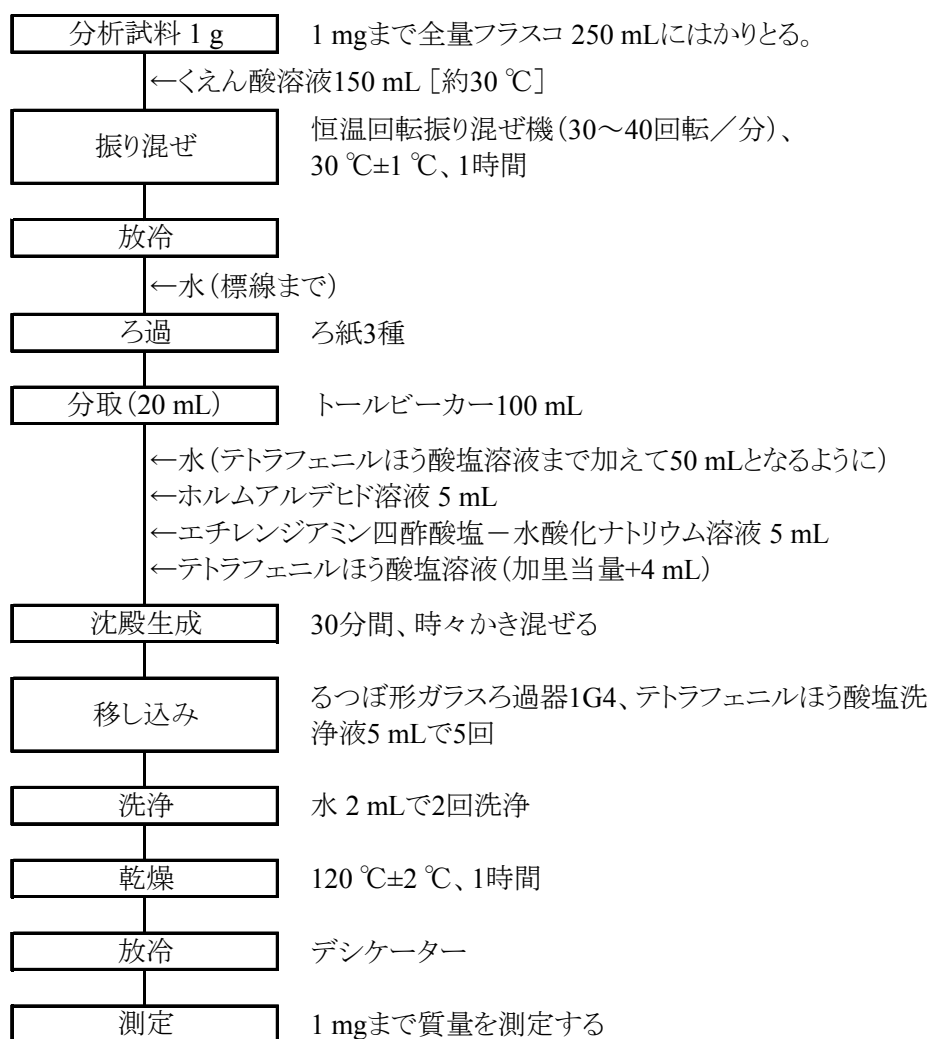 分析試料 1 g
1 mgまで全量フラスコ 250 mLにはかりとる。
←くえん酸溶液150 mL [約30 ℃]
振り混ぜ
恒温回転振り混ぜ機(30～40回転／分)、
30 ℃±1 ℃、1時間
放冷
←水(標線まで)
ろ過
ろ紙3種
分取(20 mL)
トールビーカー100 mL
←水(テトラフェニルほう酸塩溶液まで加えて50 mLとなるように)
←ホルムアルデヒド溶液 5 mL
←エチレンジアミン四酢酸塩－水酸化ナトリウム溶液 5 mL
←テトラフェニルほう酸塩溶液(加里当量+4 mL)
沈殿生成
30分間、時々かき混ぜる
移し込み
るつぼ形ガラスろ過器1G4、テトラフェニルほう酸塩洗
浄液5 mLで5回
洗浄
水 2 mLで2回洗浄
乾燥
120 ℃±2 ℃、1時間
放冷
デシケーター
測定
1 mgまで質量を測定する